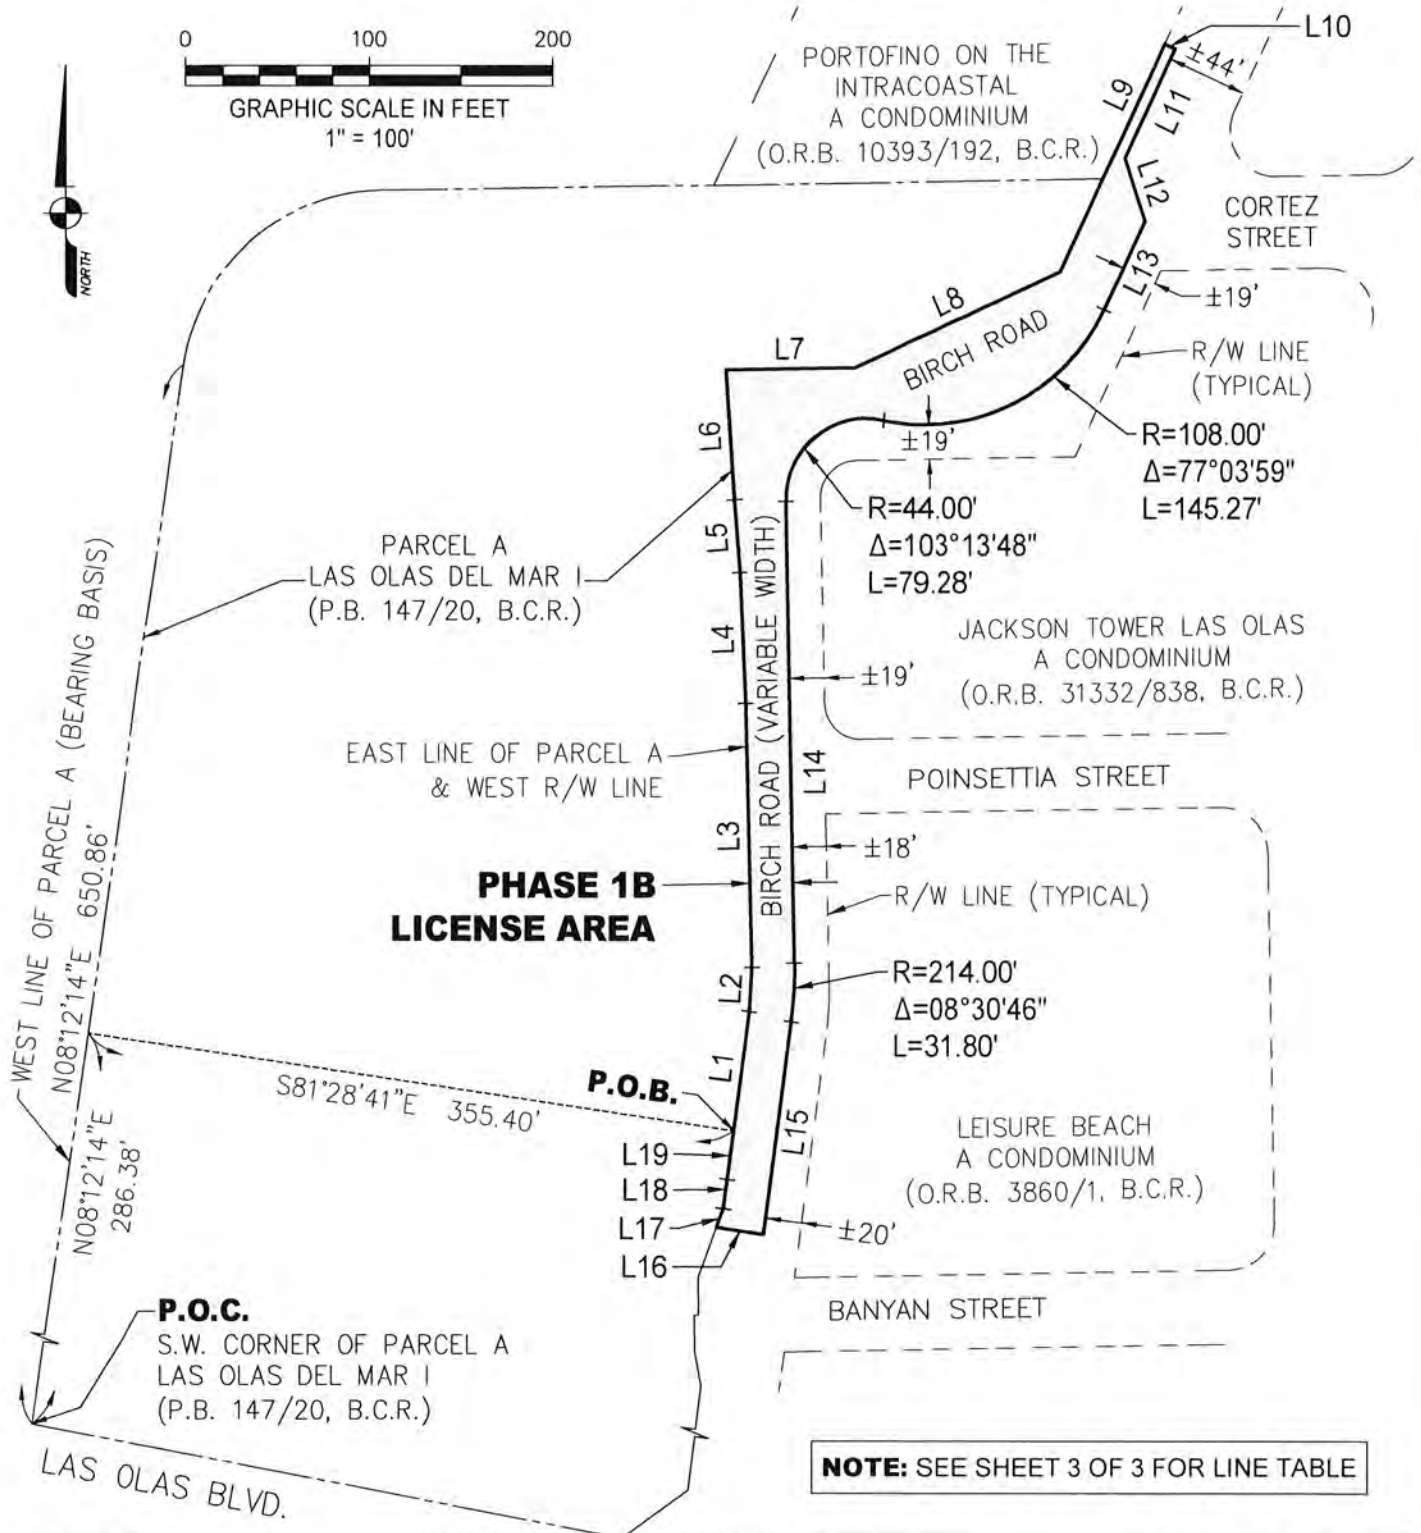 0 100 200
GRAPHIC SCALE IN FEET
1" = 100'
NORTH
PORTOFINO ON THE
INTRACOASTAL
A CONDOMINIUM
(O.R.B. 10393/192, B.C.R.)
L10
±44'
L9
L11
L12
CORTEZ
STREET
L13
±19'
L8
BIRCH ROAD
R/W LINE
(TYPICAL)
L7
L6
±19'
R=108.00'
Δ=77°03'59"
L=145.27'
R=44.00'
Δ=103°13'48"
L=79.28'
L5
PARCEL A
LAS OLAS DEL MAR I
(P.B. 147/20, B.C.R.)
L4
BIRCH ROAD (VARIABLE WIDTH)
JACKSON TOWER LAS OLAS
A CONDOMINIUM
(O.R.B. 31332/838, B.C.R.)
±19'
EAST LINE OF PARCEL A
& WEST R/W LINE
L14
POINSETTIA STREET
L3
±18'
PHASE 1B
LICENSE AREA
R/W LINE (TYPICAL)
WEST LINE OF PARCEL A (BEARING BASIS)
N08°12'14"E 650.86'
L2
R=214.00'
Δ=08°30'46"
L=31.80'
L1
S81°28'41"E 355.40'
P.O.B.
L15
N08°12'14"E
286.38'
LEISURE BEACH
A CONDOMINIUM
(O.R.B. 3860/1, B.C.R.)
L19
L18
L17
L16
±20'
BANYAN STREET
P.O.C.
S.W. CORNER OF PARCEL A
LAS OLAS DEL MAR I
(P.B. 147/20, B.C.R.)
LAS OLAS BLVD.
NOTE: SEE SHEET 3 OF 3 FOR LINE TABLE